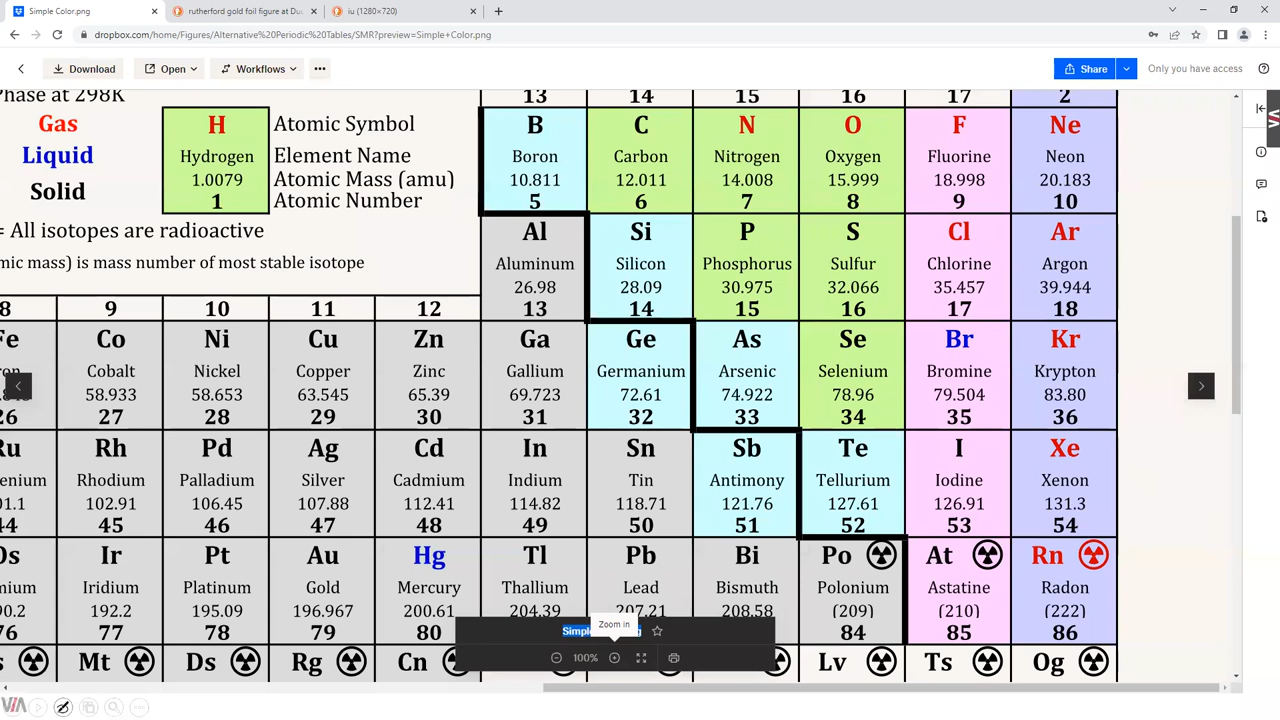 Simple Color.png
rutherford gold foil figure at Du
iu (1280×720)
dropbox.com/home/Figures/Alternative%20Periodic%20Tables/SMR?preview=Simple+Color.png
Download
Open
Workflows
Share
Only you have access
Phase at 298K
Gas
Liquid
Solid
H
Hydrogen
1.0079
1
Atomic Symbol
Element Name
Atomic Mass (amu)
Atomic Number
= All isotopes are radioactive
mic mass) is mass number of most stable isotope
13 14 15 16 17 2
B C N O F Ne
Boron Carbon Nitrogen Oxygen Fluorine Neon
10.811 12.011 14.008 15.999 18.998 20.183
5 6 7 8 9 10
Al Si P S Cl Ar
Aluminum Silicon Phosphorus Sulfur Chlorine Argon
26.98 28.09 30.975 32.066 35.457 39.944
13 14 15 16 17 18
8 9 10 11 12
Fe Co Ni Cu Zn Ga Ge As Se Br Kr
Cobalt Nickel Copper Zinc Gallium Germanium Arsenic Selenium Bromine Krypton
58.933 58.653 63.545 65.39 69.723 72.61 74.922 78.96 79.504 83.80
26 27 28 29 30 31 32 33 34 35 36
Ru Rh Pd Ag Cd In Sn Sb Te I Xe
enium Rhodium Palladium Silver Cadmium Indium Tin Antimony Tellurium Iodine Xenon
01.1 102.91 106.45 107.88 112.41 114.82 118.71 121.76 127.61 126.91 131.3
44 45 46 47 48 49 50 51 52 53 54
Os Ir Pt Au Hg Tl Pb Bi Po At Rn
mium Iridium Platinum Gold Mercury Thallium Lead Bismuth Polonium Astatine Radon
90.2 192.2 195.09 196.967 200.61 204.39 207.21 208.58 (209) (210) (222)
76 77 78 79 80 84 85 86
s Mt Ds Rg Cn Lv Ts Og
Zoom in
Simpl
100%
VIA
VIA